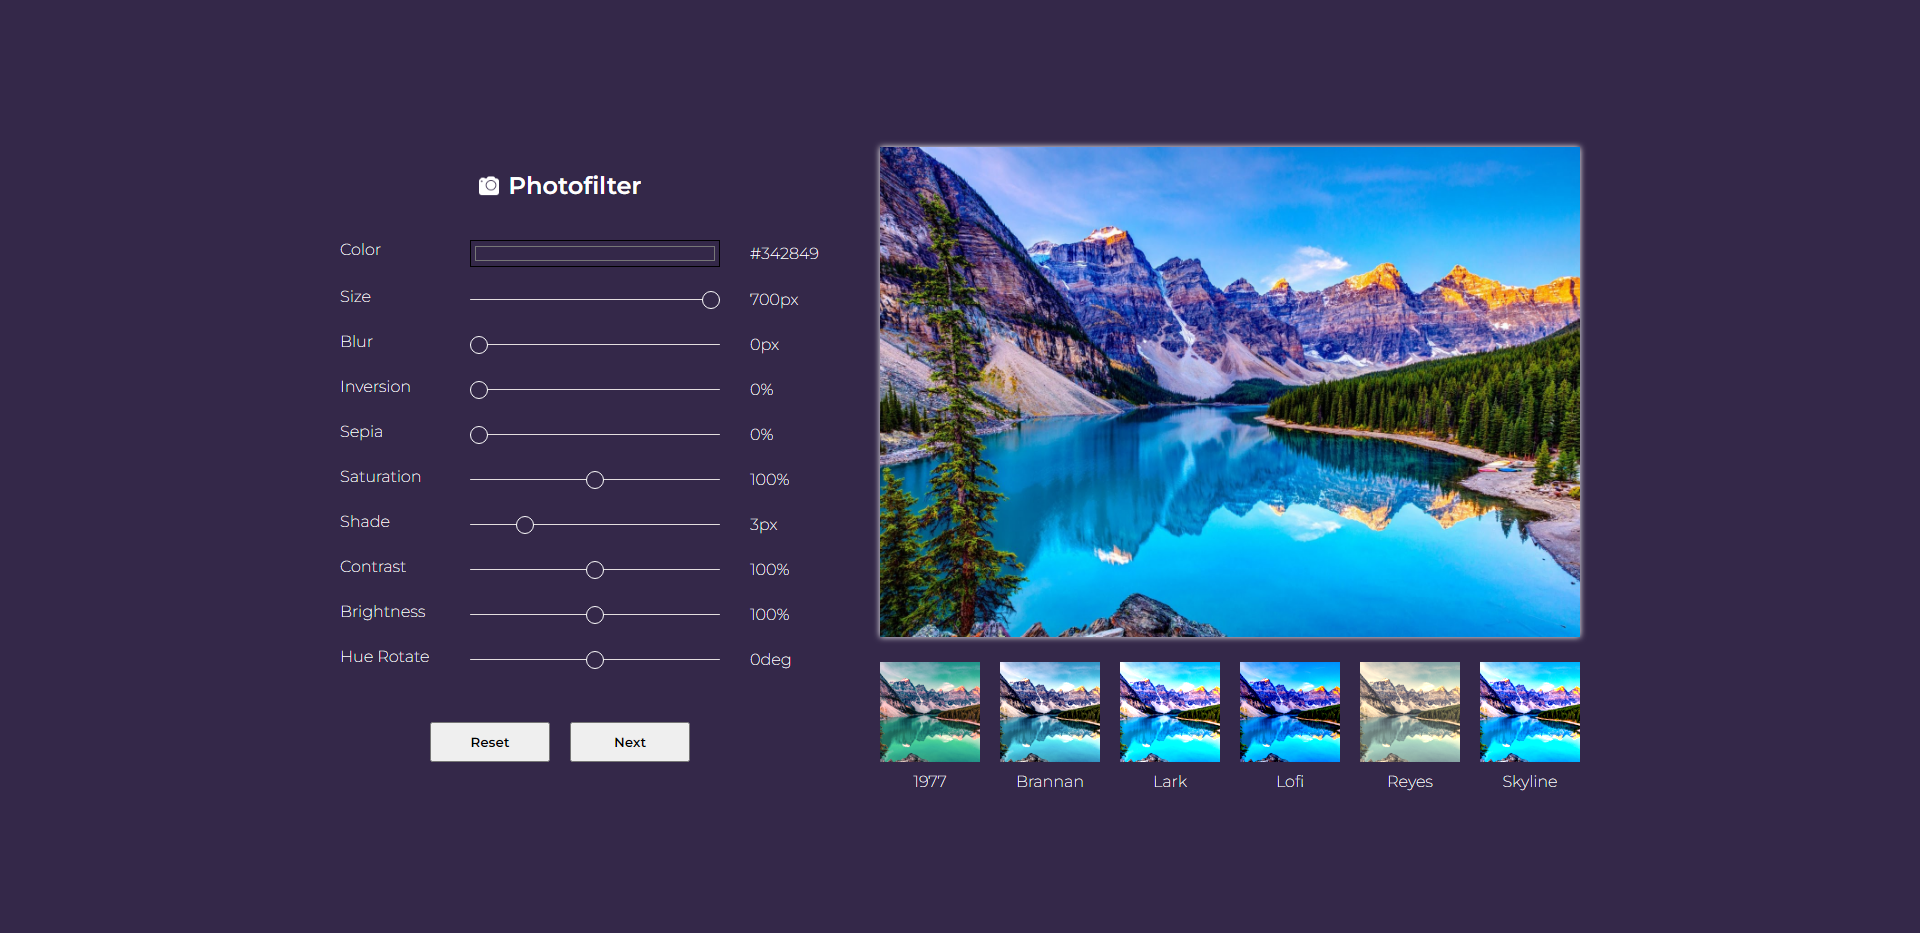 Photofilter
Color #342849
Size 700px
Blur 0px
Inversion 0%
Sepia 0%
Saturation 100%
Shade 3px
Contrast 100%
Brightness 100%
Hue Rotate 0deg
Reset Next
1977 Brannan Lark Lofi Reyes Skyline